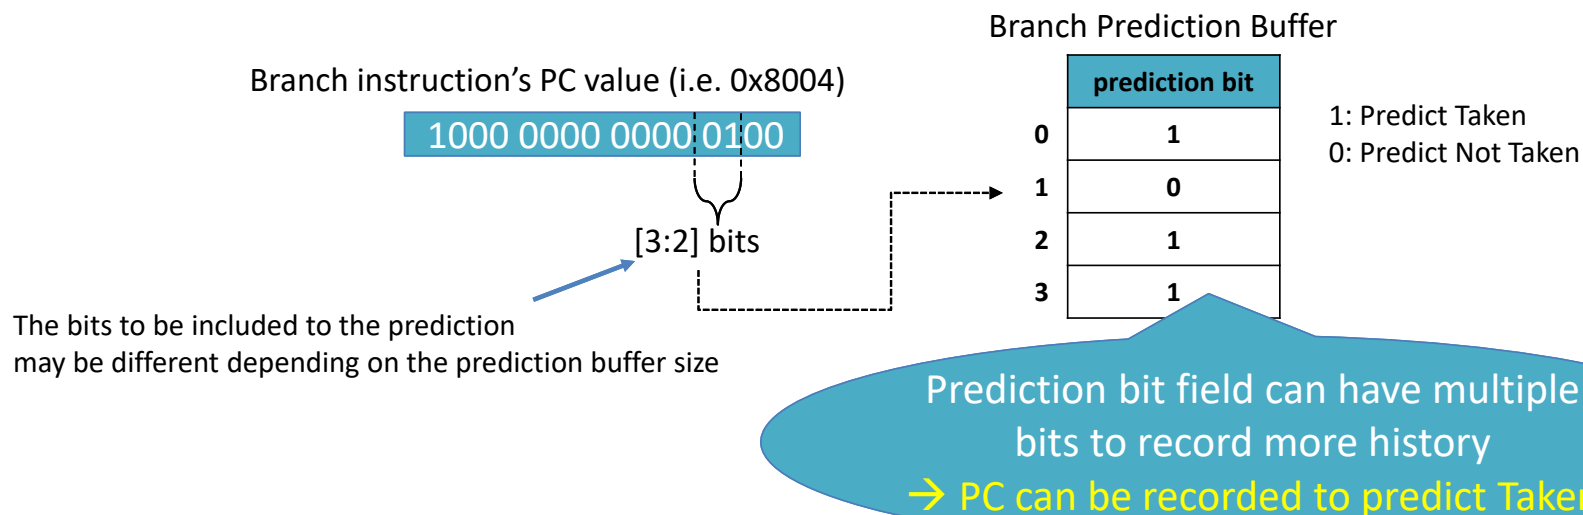 Branch Prediction Buffer
Branch instruction's PC value (i.e. 0x8004)
1000 0000 0000 0100
[3:2] bits
The bits to be included to the prediction
may be different depending on the prediction buffer size
prediction bit
0 1
1 0
2 1
3 1
1: Predict Taken
0: Predict Not Taken
Prediction bit field can have multiple
bits to record more history
→ PC can be recorded to predict Taken